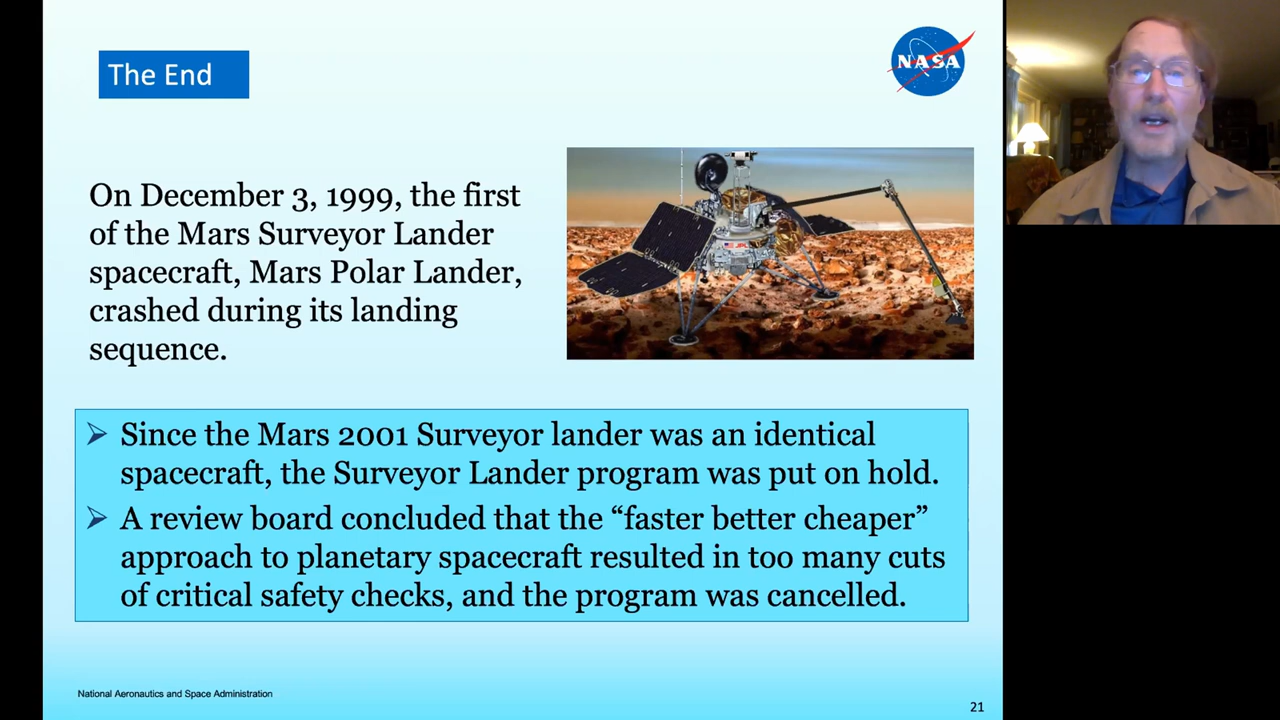 The End
NASA
On December 3, 1999, the first
of the Mars Surveyor Lander
spacecraft, Mars Polar Lander,
crashed during its landing
sequence.
JPL
➢ Since the Mars 2001 Surveyor lander was an identical
spacecraft, the Surveyor Lander program was put on hold.
➢ A review board concluded that the “faster better cheaper”
approach to planetary spacecraft resulted in too many cuts
of critical safety checks, and the program was cancelled.
National Aeronautics and Space Administration
21